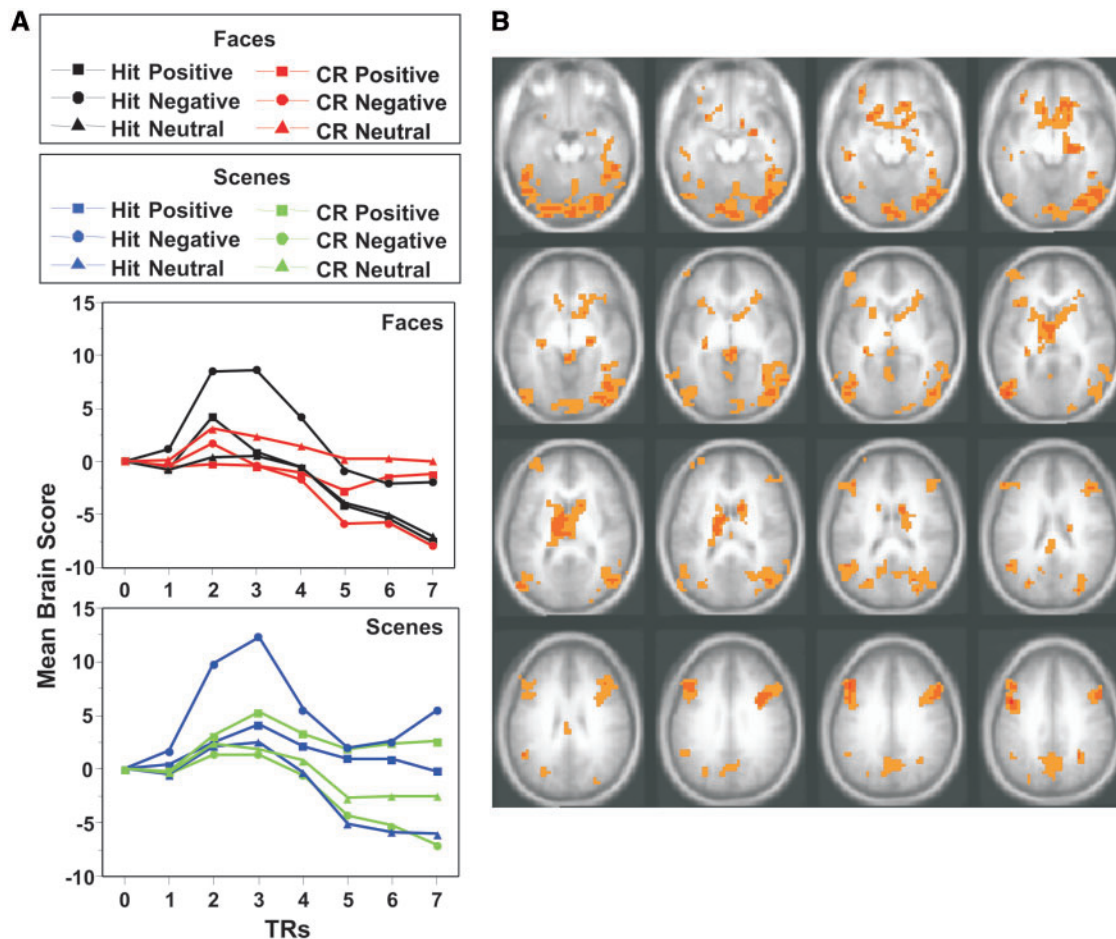 A
B
Faces
Hit Positive CR Positive
Hit Negative CR Negative
Hit Neutral CR Neutral
Scenes
Hit Positive CR Positive
Hit Negative CR Negative
Hit Neutral CR Neutral
Mean Brain Score
Faces
15
10
5
0
-5
-10
0 1 2 3 4 5 6 7
Scenes
15
10
5
0
-5
-10
0 1 2 3 4 5 6 7
TRs